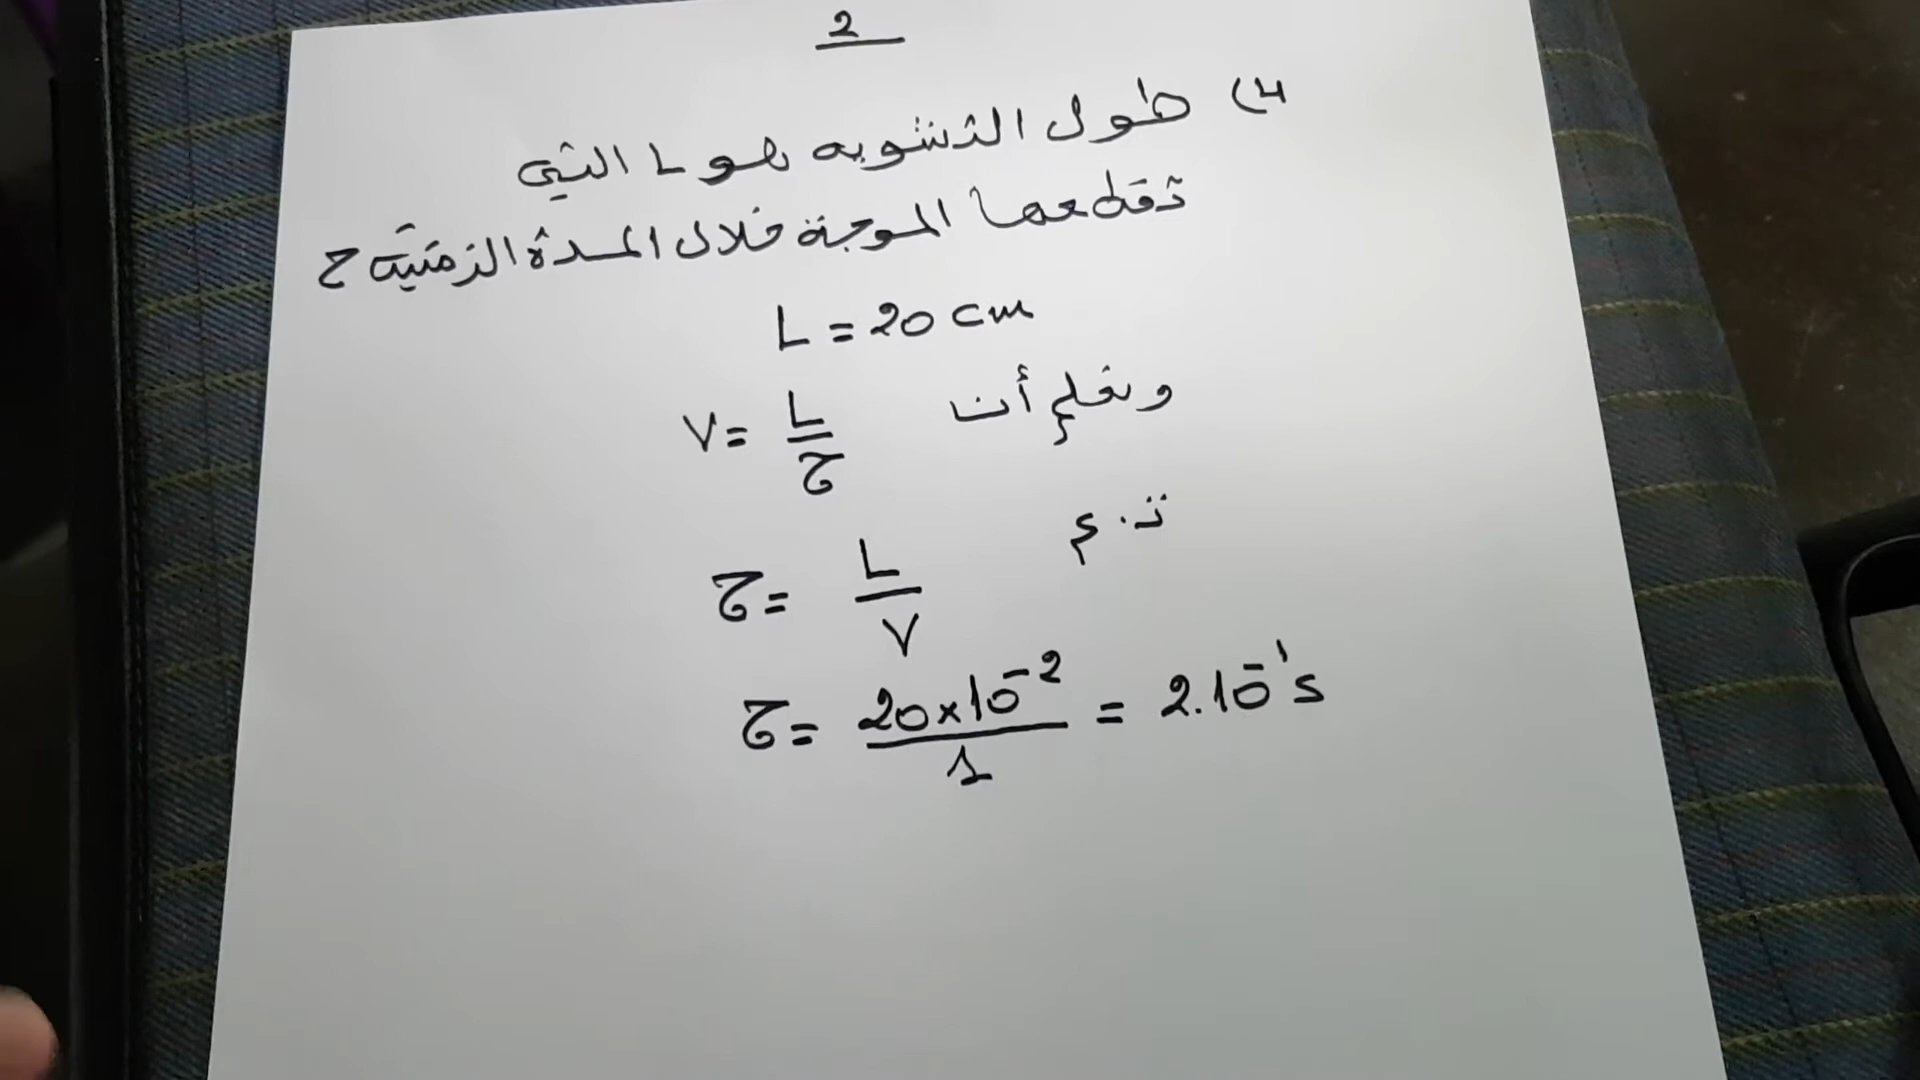 2
4) طول التشويه هو L التي
تقطعها الموجة خلال المدة الزمنية τ
L = 20 cm
ونعلم أن V = L/τ
ت.ع
τ = L/V
τ = 20×10⁻²/1 = 2.10⁻¹ s